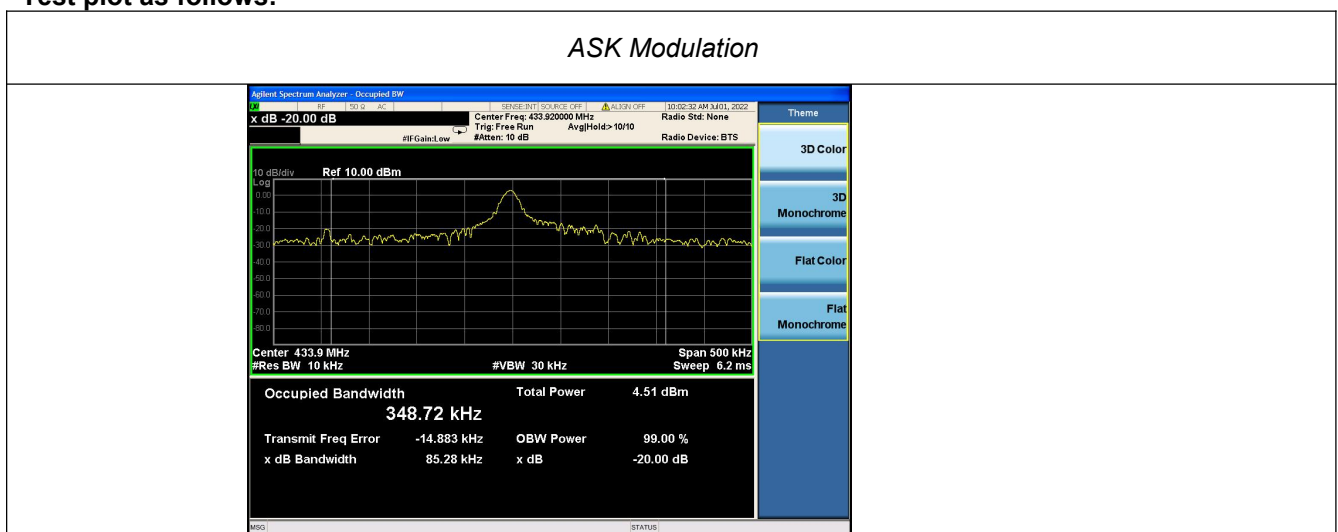 Test plot as follows:
ASK Modulation
Agilent Spectrum Analyzer - Occupied BW
LXI RF 50 Ω AC SENSE:INT SOURCE OFF ALIGN OFF 10:02:32 AM Jul 01, 2022
x dB -20.00 dB Center Freq: 433.920000 MHz Radio Std: None
Trig: Free Run Avg|Hold:> 10/10
#IFGain:Low #Atten: 10 dB Radio Device: BTS
10 dB/div Ref 10.00 dBm
Log
0.00
-10.0
-20.0
-30.0
-40.0
-50.0
-60.0
-70.0
-80.0
Center 433.9 MHz Span 500 kHz
#Res BW 10 kHz #VBW 30 kHz Sweep 6.2 ms
Occupied Bandwidth Total Power 4.51 dBm
348.72 kHz
Transmit Freq Error -14.883 kHz OBW Power 99.00 %
x dB Bandwidth 85.28 kHz x dB -20.00 dB
MSG STATUS
Theme
3D Color
3D
Monochrome
Flat Color
Flat
Monochrome